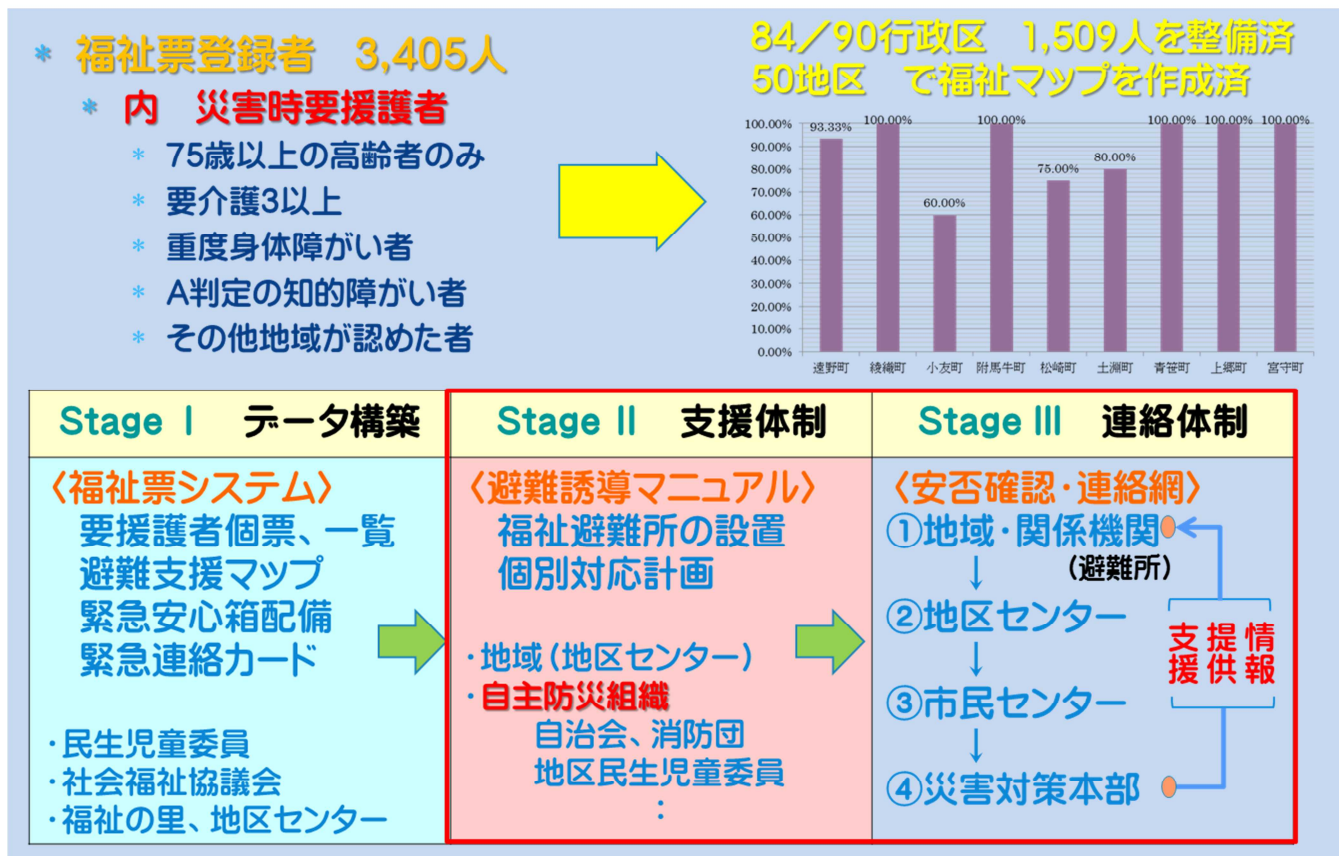 * 福祉票登録者　3,405人
* 内　災害時要援護者
* 75歳以上の高齢者のみ
* 要介護3以上
* 重度身体障がい者
* A判定の知的障がい者
* その他地域が認めた者
84／90行政区　1,509人を整備済
50地区　で福祉マップを作成済
100.00%
90.00%
80.00%
70.00%
60.00%
50.00%
40.00%
30.00%
20.00%
10.00%
0.00%
93.33%
100.00%
60.00%
100.00%
75.00%
80.00%
100.00%
100.00%
100.00%
遠野町
綾織町
小友町
附馬牛町
松崎町
土淵町
青笹町
上郷町
宮守町
Stage Ⅰ　データ構築
〈福祉票システム〉
要援護者個票、一覧
避難支援マップ
緊急安心箱配備
緊急連絡カード
・民生児童委員
・社会福祉協議会
・福祉の里、地区センター
Stage Ⅱ　支援体制
〈避難誘導マニュアル〉
福祉避難所の設置
個別対応計画
・地域（地区センター）
・自主防災組織
自治会、消防団
地区民生児童委員
：
Stage Ⅲ　連絡体制
〈安否確認・連絡網〉
①地域・関係機関
（避難所）
↓
②地区センター
↓
③市民センター
↓
④災害対策本部
情報
提供
支援